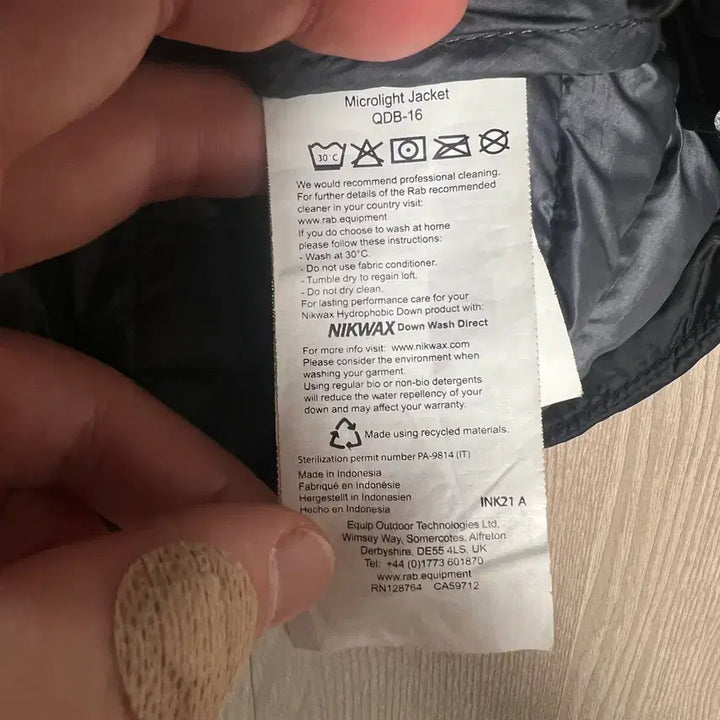 Microlight Jacket
QDB-16
30°C
We would recommend professional cleaning.
For further details of the Rab recommended
cleaner in your country visit:
www.rab.equipment
If you do choose to wash at home
please follow these instructions:
- Wash at 30°C.
- Do not use fabric conditioner.
- Tumble dry to regain loft.
- Do not dry clean.
For lasting performance care for your
Nikwax Hydrophobic Down product with:
NIKWAX Down Wash Direct
For more info visit: www.nikwax.com
Please consider the environment when
washing your garment.
Using regular bio or non-bio detergents
will reduce the water repellency of your
down and may affect your warranty.
Made using recycled materials.
Sterilization permit number PA-9814 (IT)
Made in Indonesia
Fabriqué en Indonésie
Hergestellt in Indonesien
Hecho en Indonesia
INK21 A
Equip Outdoor Technologies Ltd,
Wimsey Way, Somercotes, Alfreton
Derbyshire, DE55 4LS. UK
Tel: +44 (0)1773 601870
www.rab.equipment
RN128764 CA59712